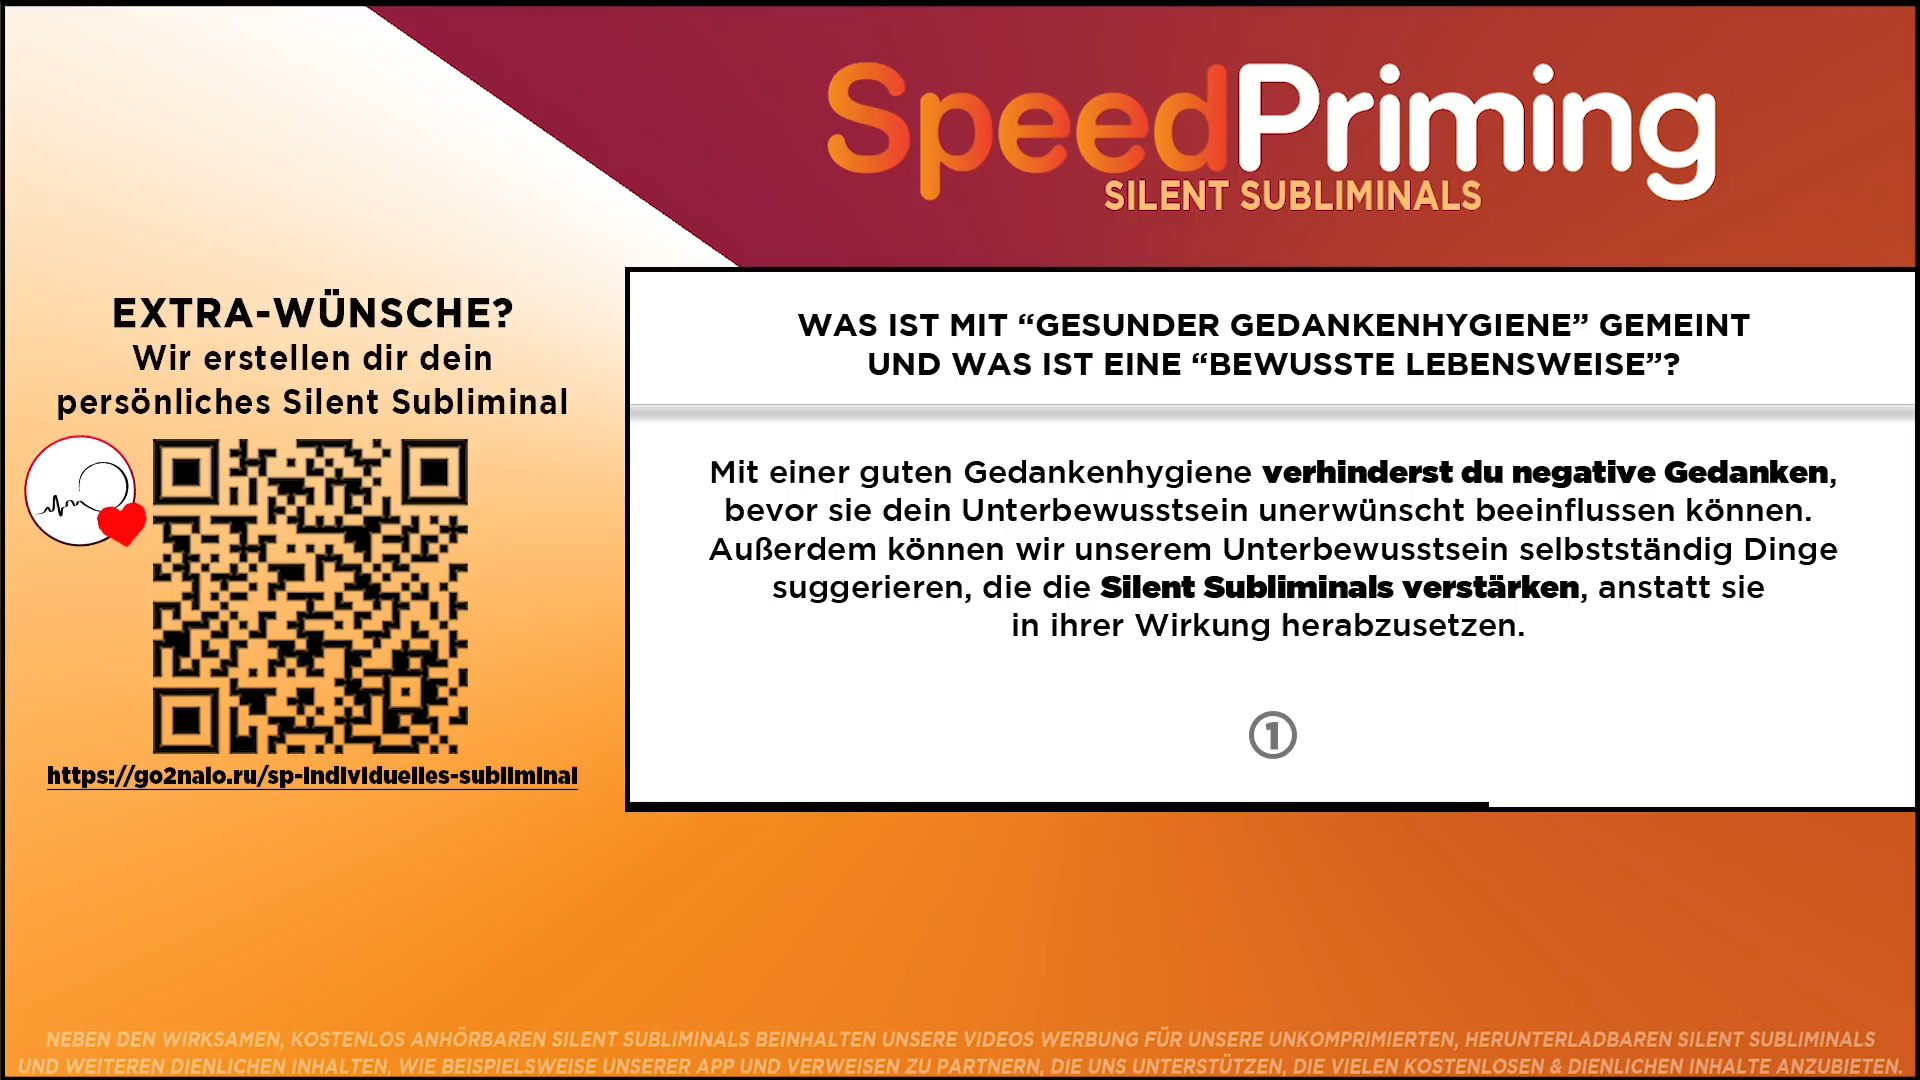 SpeedPriming
SILENT SUBLIMINALS
EXTRA-WÜNSCHE?
Wir erstellen dir dein
persönliches Silent Subliminal
https://go2nalo.ru/sp-individuelles-subliminal
WAS IST MIT “GESUNDER GEDANKENHYGIENE” GEMEINT
UND WAS IST EINE “BEWUSSTE LEBENSWEISE”?
Mit einer guten Gedankenhygiene verhinderst du negative Gedanken,
bevor sie dein Unterbewusstsein unerwünscht beeinflussen können.
Außerdem können wir unserem Unterbewusstsein selbstständig Dinge
suggerieren, die die Silent Subliminals verstärken, anstatt sie
in ihrer Wirkung herabzusetzen.
①
NEBEN DEN WIRKSAMEN, KOSTENLOS ANHÖRBAREN SILENT SUBLIMINALS BEINHALTEN UNSERE VIDEOS WERBUNG FÜR UNSERE UNKOMPRIMIERTEN, HERUNTERLADBAREN SILENT SUBLIMINALS
UND WEITEREN DIENLICHEN INHALTEN, WIE BEISPIELSWEISE UNSERER APP UND VERWEISEN ZU PARTNERN, DIE UNS UNTERSTÜTZEN, DIE VIELEN KOSTENLOSEN & DIENLICHEN INHALTE ANZUBIETEN.